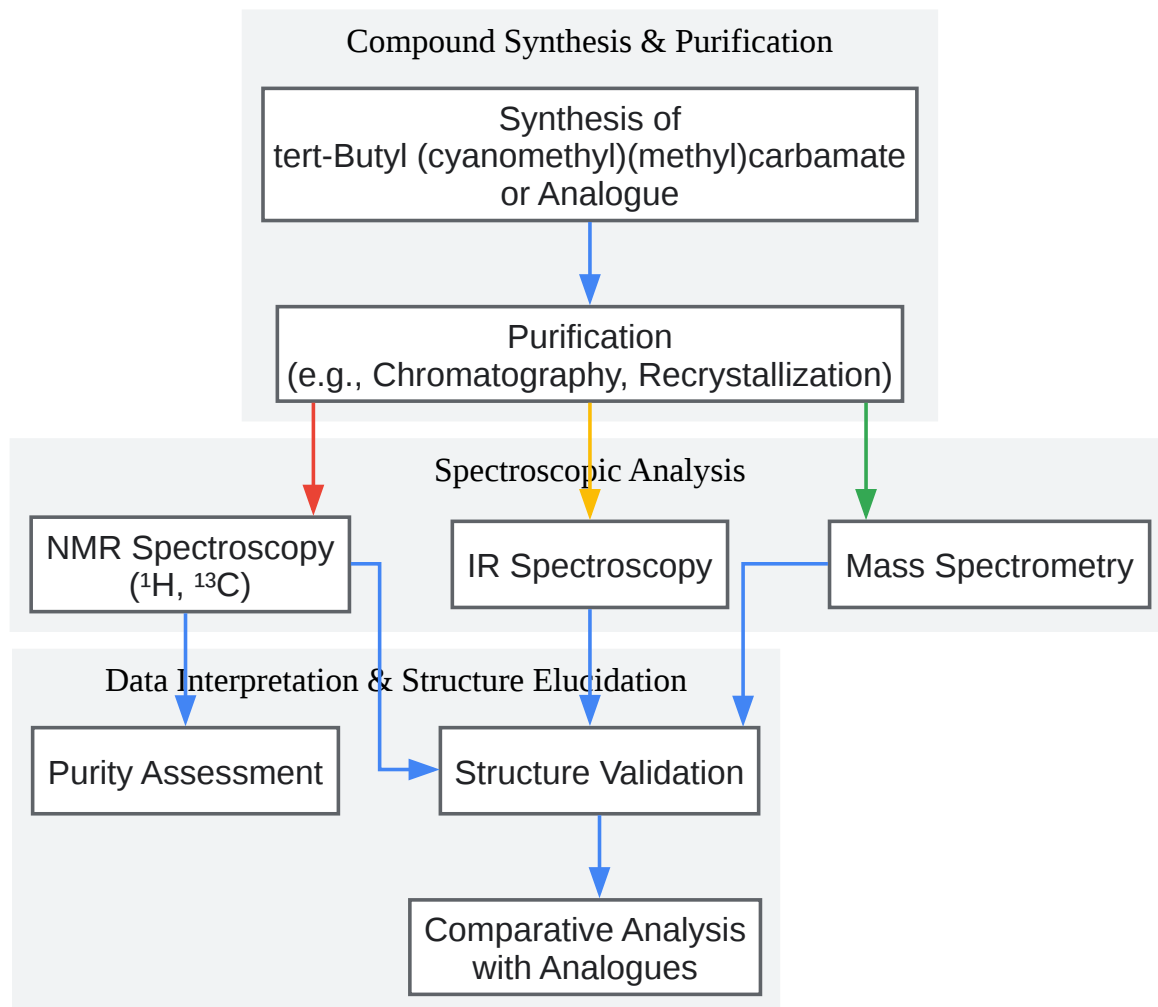 Compound Synthesis & Purification
Synthesis of
tert-Butyl (cyanomethyl)(methyl)carbamate
or Analogue
Purification
(e.g., Chromatography, Recrystallization)
Spectroscopic Analysis
NMR Spectroscopy
(¹H, ¹³C)
IR Spectroscopy
Mass Spectrometry
Data Interpretation & Structure Elucidation
Purity Assessment
Structure Validation
Comparative Analysis
with Analogues